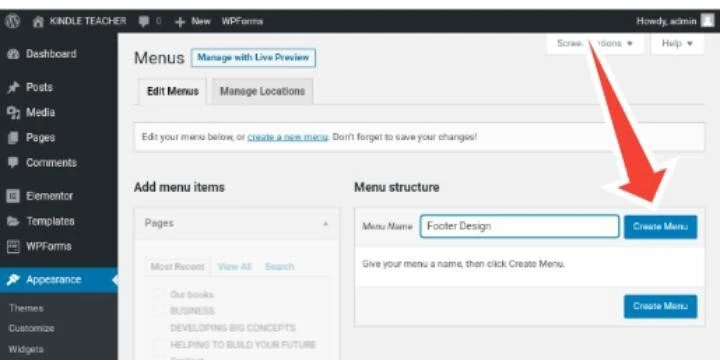 KINDLE TEACHER 0 + New WPForms Howdy, admin
Dashboard
Posts
Media
Pages
Comments
Elementor
Templates
WPForms
Appearance
Themes
Customize
Widgets
Help
Menus Manage with Live Preview
Edit Menus Manage Locations
Edit your menu below, or create a new menu. Don't forget to save your changes!
Add menu items
Pages
Most Recent View All Search
Our books
BUSINESS
DEVELOPING BIG CONCEPTS
HELPING TO BUILD YOUR FUTURE
Menu structure
Menu Name Footer Design Create Menu
Give your menu a name, then click Create Menu.
Create Menu